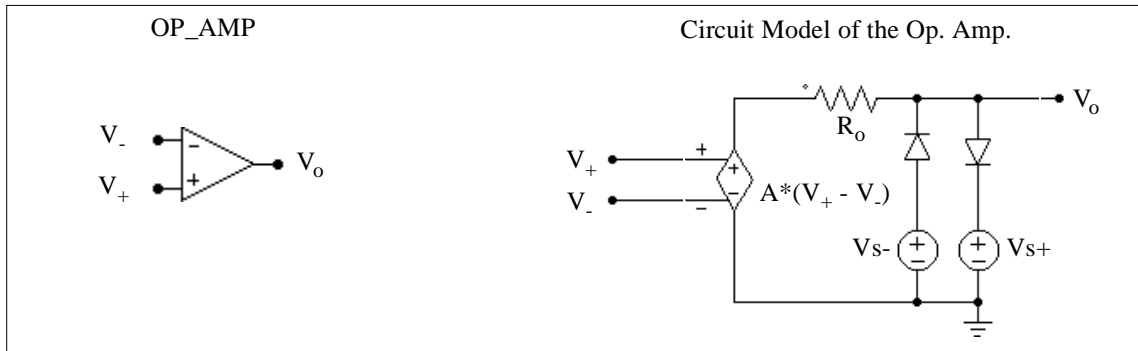 OP_AMP
V-
V+
-
+
Vo
Circuit Model of the Op. Amp.
Ro
Vo
V+
V-
+
-
+
-
A*(V+ - V-)
Vs-
+
-
+
-
Vs+